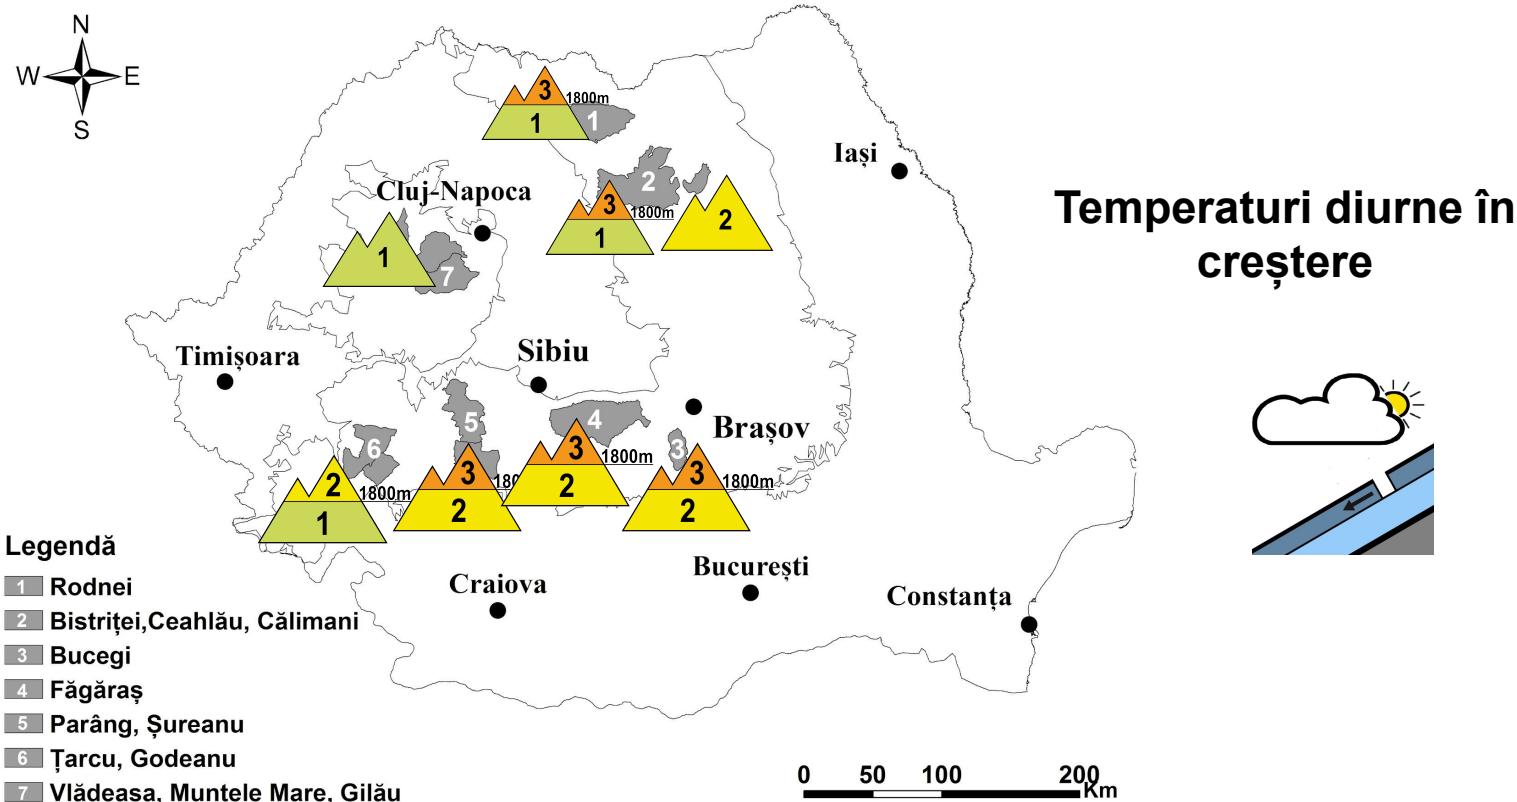 N
W E
S
3
1800m
1
1
Iași
2
Cluj-Napoca
3
1800m
1
2
1
7
Temperaturi diurne în
creștere
Timișoara
Sibiu
Brașov
6
5
4
3
2
1800m
1
3
180
2
3
1800m
2
3
1800m
2
Craiova
București
Constanța
Legendă
1 Rodnei
2 Bistriței,Ceahlău, Călimani
3 Bucegi
4 Făgăraș
5 Parâng, Șureanu
6 Țarcu, Godeanu
7 Vlădeasa, Muntele Mare, Gilău
0 50 100 200
Km